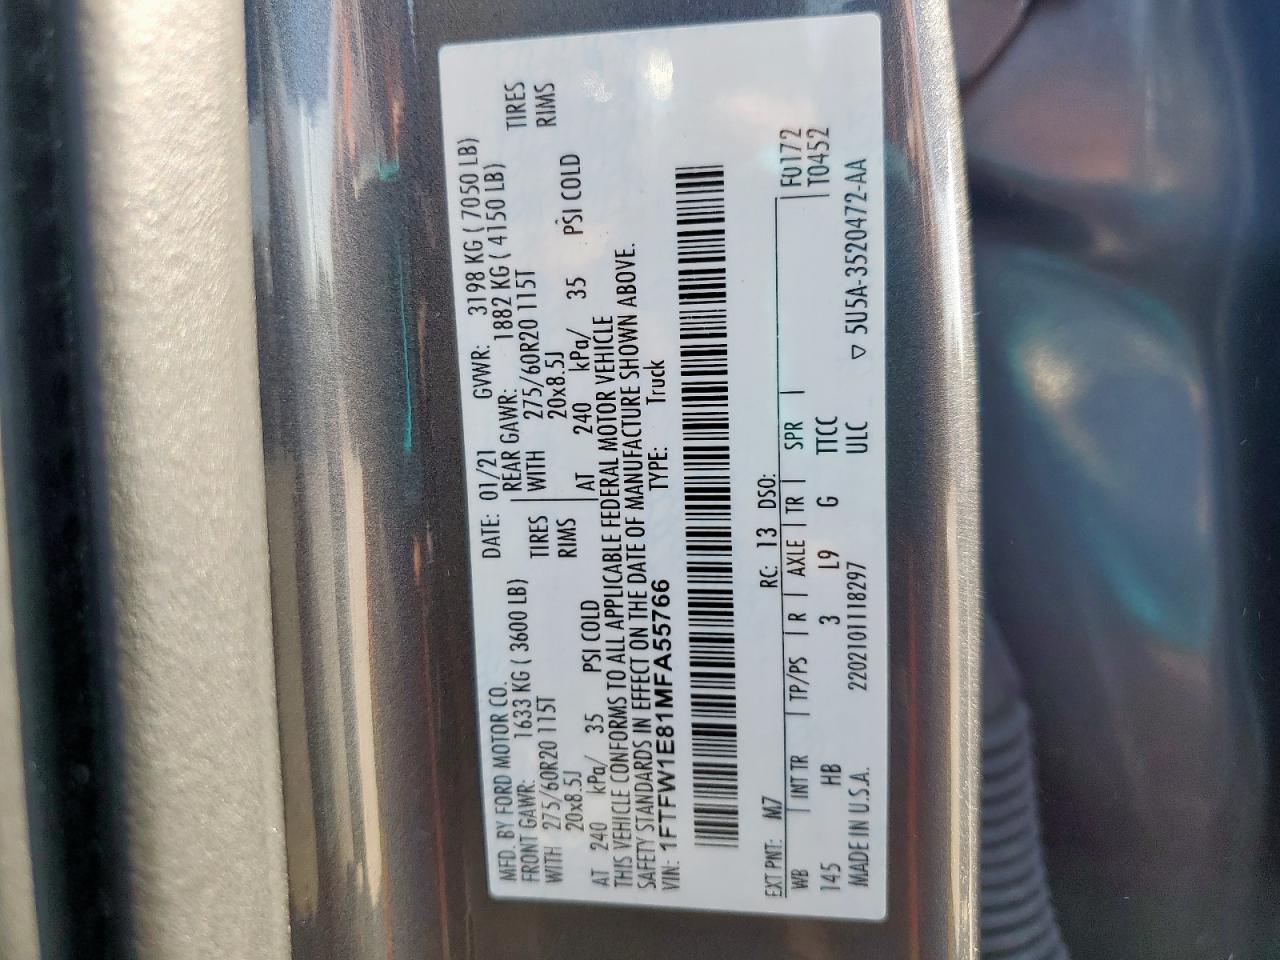 MFD. BY FORD MOTOR CO. DATE: 01/21 GVWR: 3198 KG ( 7050 LB)
FRONT GAWR: 1633 KG ( 3600 LB) REAR GAWR: 1882 KG ( 4150 LB)
WITH 275/60R20 115T TIRES WITH 275/60R20 115T TIRES
20x8.5J RIMS 20x8.5J RIMS
AT 240 kPa/ 35 PSI COLD AT 240 kPa/ 35 PSI COLD
THIS VEHICLE CONFORMS TO ALL APPLICABLE FEDERAL MOTOR VEHICLE
SAFETY STANDARDS IN EFFECT ON THE DATE OF MANUFACTURE SHOWN ABOVE.
VIN: 1FTFW1E81MFA55766 TYPE: Truck
EXT PNT: M7 RC: 13 DSO: F0172
WB INT TR TP/PS R AXLE TR SPR T0452
145 HB 3 L9 G TTCC
MADE IN U.S.A. 2202101118297 ULC ▽ 5U5A-3520472-AA